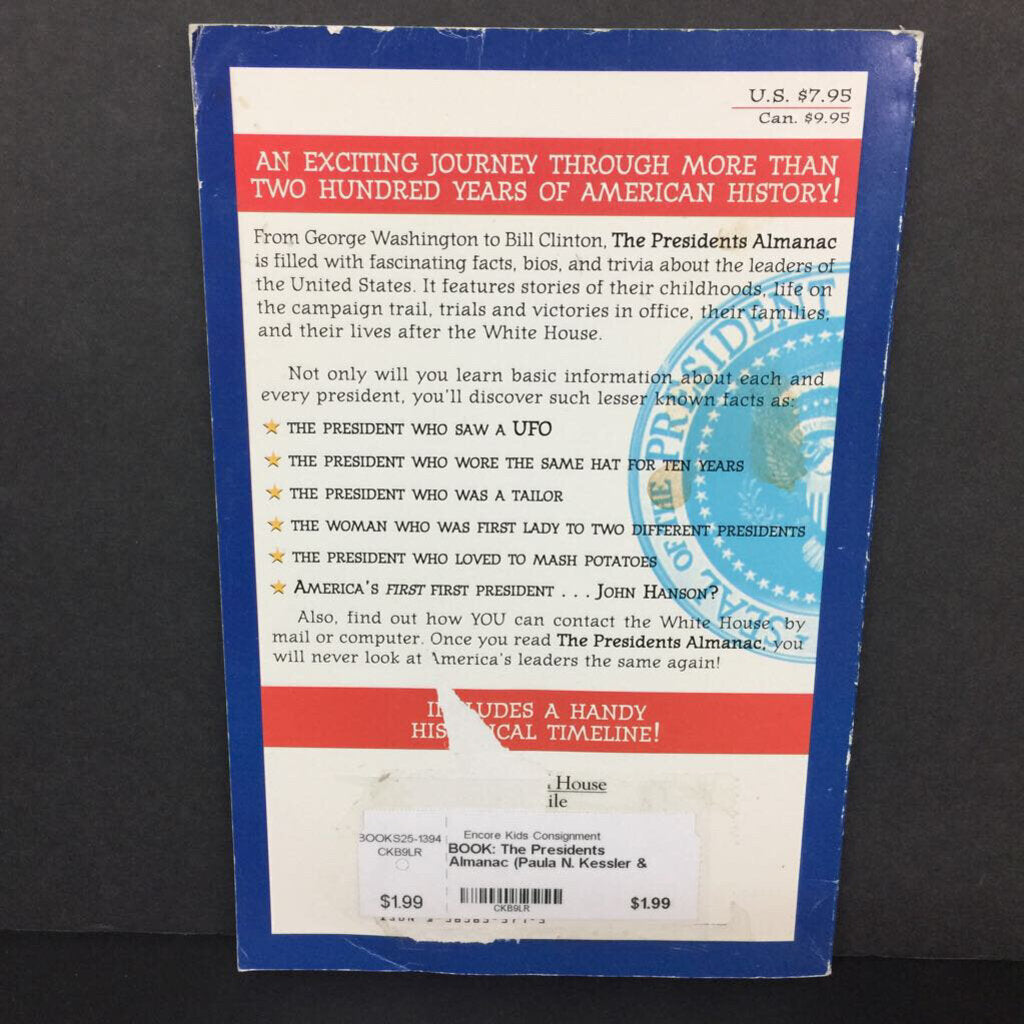 U.S. $7.95
Can. $9.95
AN EXCITING JOURNEY THROUGH MORE THAN
TWO HUNDRED YEARS OF AMERICAN HISTORY!
From George Washington to Bill Clinton, The Presidents Almanac
is filled with fascinating facts, bios, and trivia about the leaders of
the United States. It features stories of their childhoods, life on
the campaign trail, trials and victories in office, their families,
and their lives after the White House.
Not only will you learn basic information about each and
every president, you'll discover such lesser known facts as:
THE PRESIDENT WHO SAW A UFO
THE PRESIDENT WHO WORE THE SAME HAT FOR TEN YEARS
THE PRESIDENT WHO WAS A TAILOR
THE WOMAN WHO WAS FIRST LADY TO TWO DIFFERENT PRESIDENTS
THE PRESIDENT WHO LOVED TO MASH POTATOES
AMERICA'S FIRST FIRST PRESIDENT . . . JOHN HANSON?
Also, find out how YOU can contact the White House, by
mail or computer. Once you read The Presidents Almanac, you
will never look at America's leaders the same again!
SEAL OF THE PRESIDENT
INCLUDES A HANDY
HISTORICAL TIMELINE!
House
BOOKS25-1394
CKB9LR
$1.99
Encore Kids Consignment
BOOK: The Presidents
Almanac (Paula N. Kessler &
CKB9LR
$1.99